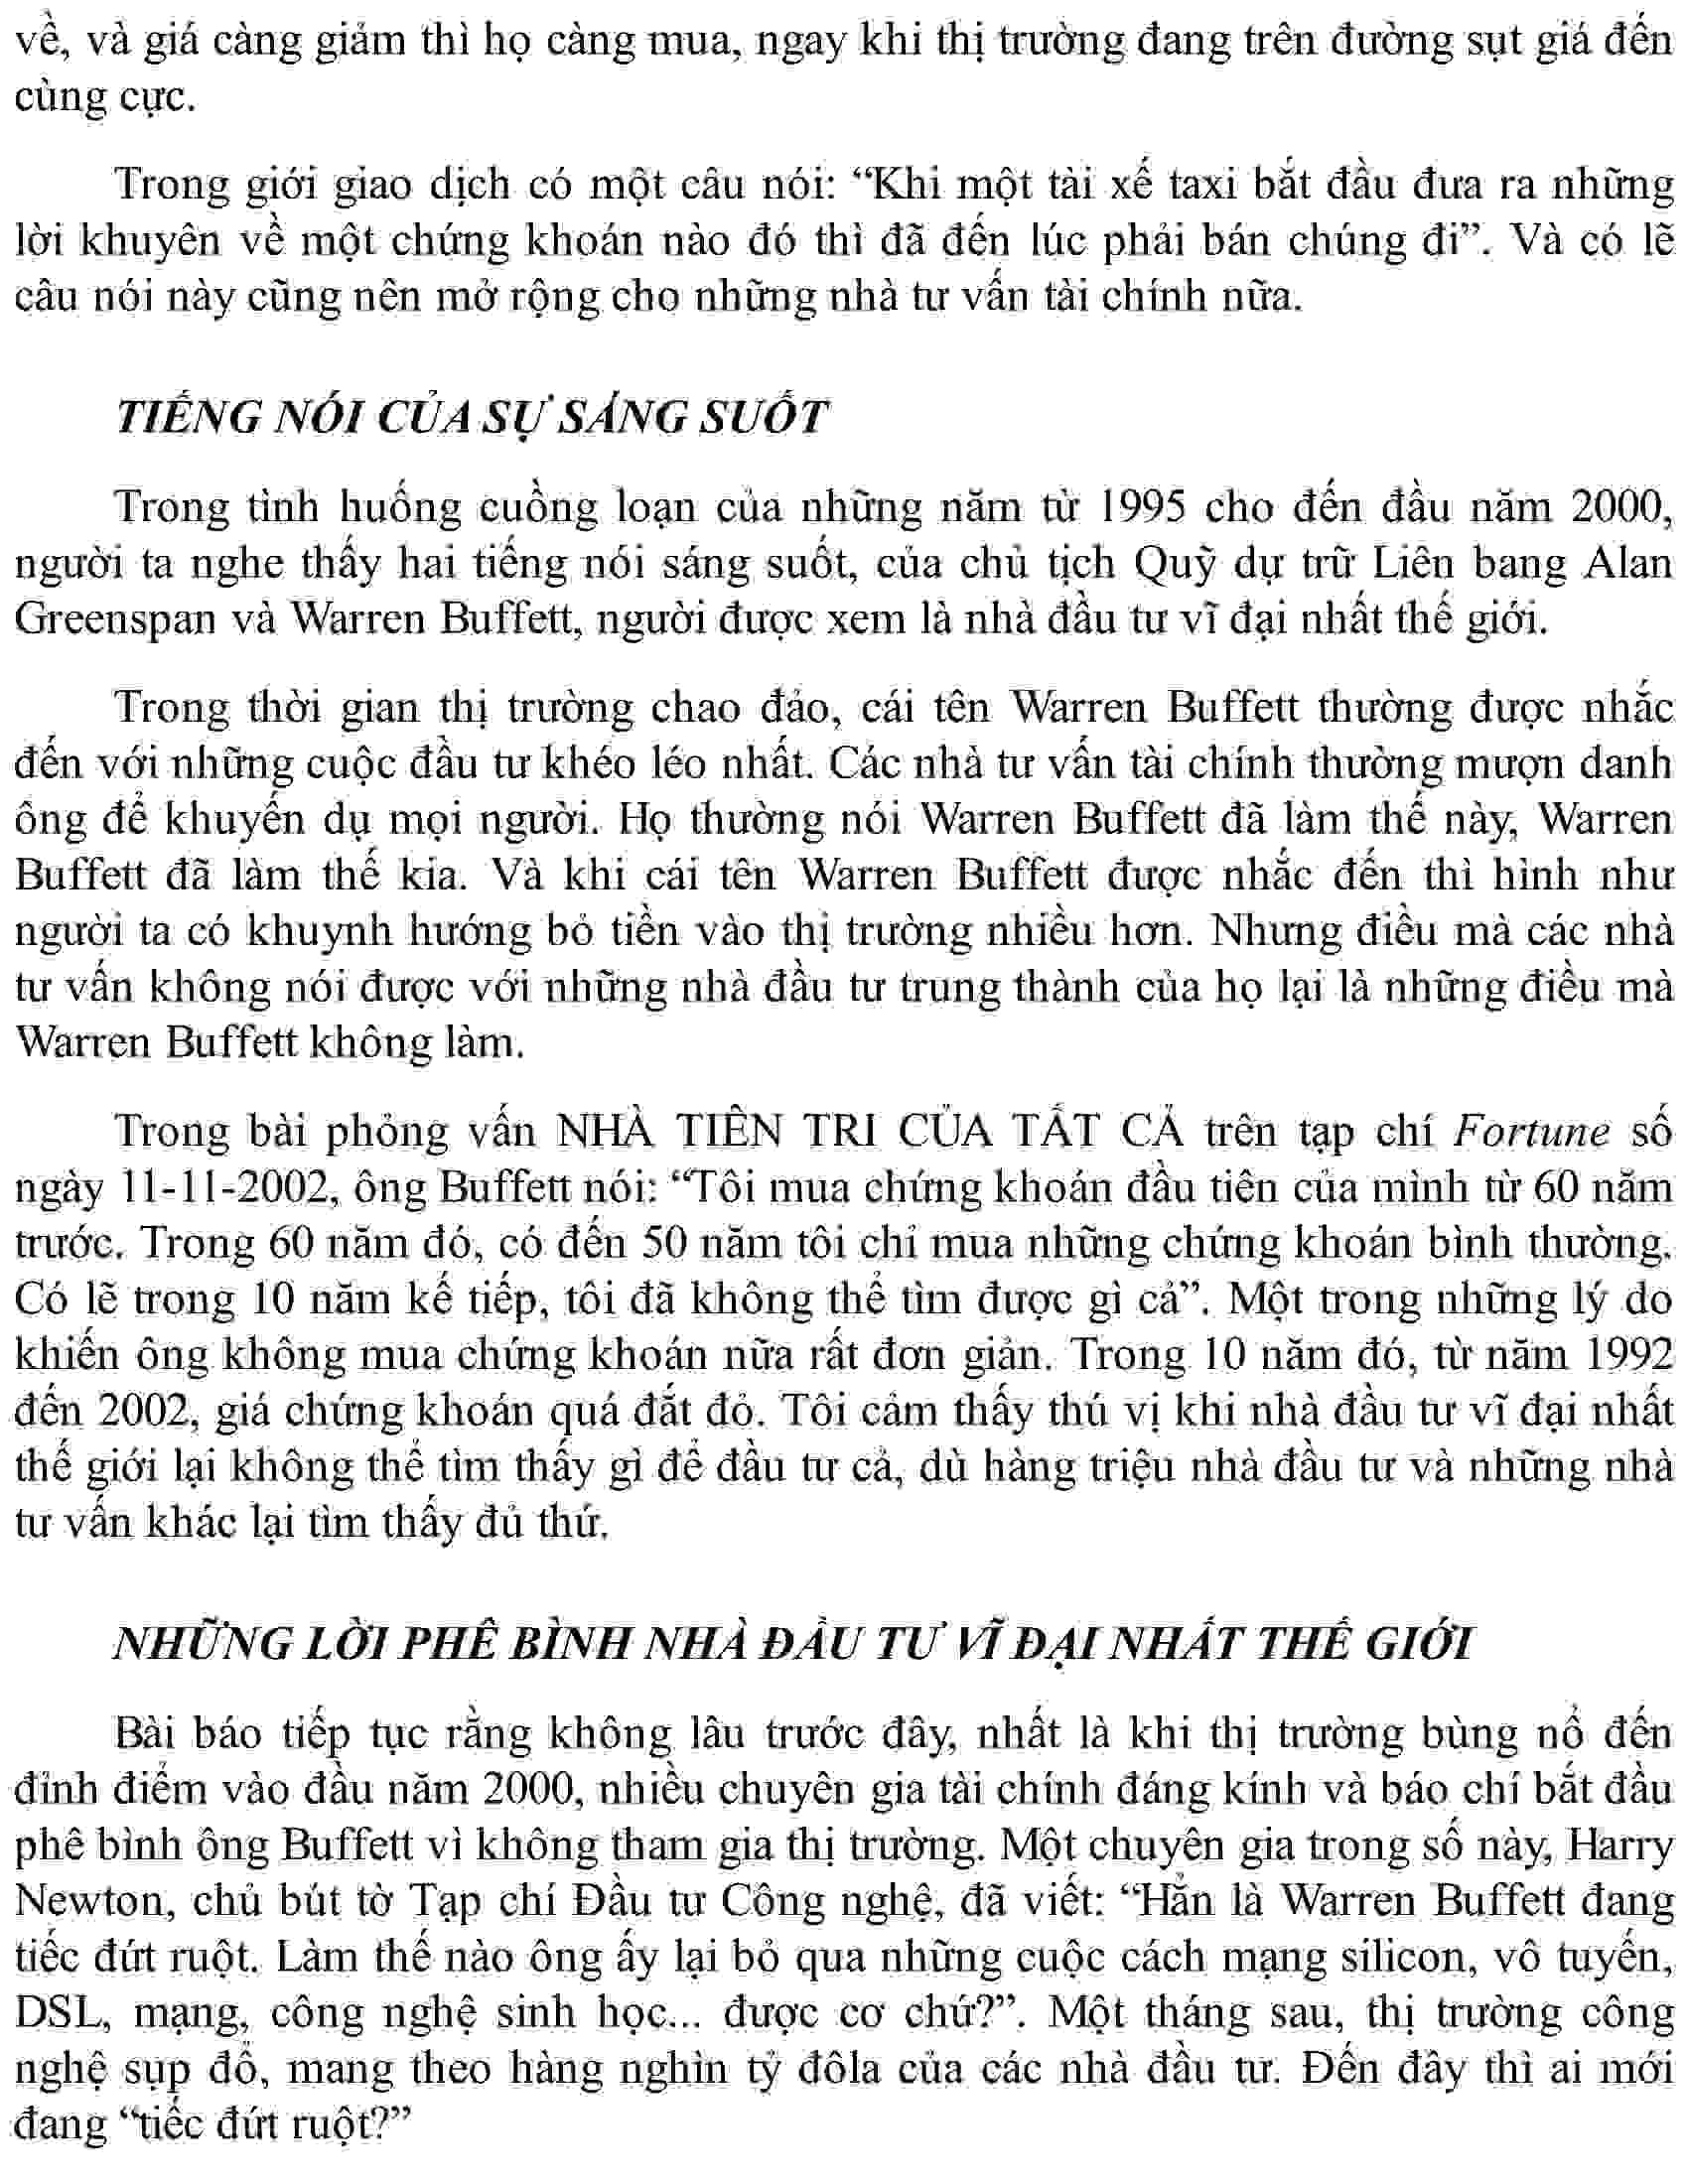 về, và giá càng giảm thì họ càng mua, ngay khi thị trường đang trên đường sụt giá đến
cùng cực.
Trong giới giao dịch có một câu nói: “Khi một tài xế taxi bắt đầu đưa ra những
lời khuyên về một chứng khoán nào đó thì đã đến lúc phải bán chúng đi”. Và có lẽ
câu nói này cũng nên mở rộng cho những nhà tư vấn tài chính nữa.
TIẾNG NÓI CỦA SỰ SÁNG SUỐT
Trong tình huống cuồng loạn của những năm từ 1995 cho đến đầu năm 2000,
người ta nghe thấy hai tiếng nói sáng suốt, của chủ tịch Quỹ dự trữ Liên bang Alan
Greenspan và Warren Buffett, người được xem là nhà đầu tư vĩ đại nhất thế giới.
Trong thời gian thị trường chao đảo, cái tên Warren Buffett thường được nhắc
đến với những cuộc đầu tư khéo léo nhất. Các nhà tư vấn tài chính thường mượn danh
ông để khuyến dụ mọi người. Họ thường nói Warren Buffett đã làm thế này, Warren
Buffett đã làm thế kia. Và khi cái tên Warren Buffett được nhắc đến thì hình như
người ta có khuynh hướng bỏ tiền vào thị trường nhiều hơn. Nhưng điều mà các nhà
tư vấn không nói được với những nhà đầu tư trung thành của họ lại là những điều mà
Warren Buffett không làm.
Trong bài phỏng vấn NHÀ TIÊN TRI CỦA TẤT CẢ trên tạp chí Fortune số
ngày 11-11-2002, ông Buffett nói: “Tôi mua chứng khoán đầu tiên của mình từ 60 năm
trước. Trong 60 năm đó, có đến 50 năm tôi chỉ mua những chứng khoán bình thường.
Có lẽ trong 10 năm kế tiếp, tôi đã không thể tìm được gì cả”. Một trong những lý do
khiến ông không mua chứng khoán nữa rất đơn giản. Trong 10 năm đó, từ năm 1992
đến 2002, giá chứng khoán quá đắt đỏ. Tôi cảm thấy thú vị khi nhà đầu tư vĩ đại nhất
thế giới lại không thể tìm thấy gì để đầu tư cả, dù hàng triệu nhà đầu tư và những nhà
tư vấn khác lại tìm thấy đủ thứ.
NHỮNG LỜI PHÊ BÌNH NHÀ ĐẦU TƯ VĨ ĐẠI NHẤT THẾ GIỚI
Bài báo tiếp tục rằng không lâu trước đây, nhất là khi thị trường bùng nổ đến
đỉnh điểm vào đầu năm 2000, nhiều chuyên gia tài chính đáng kính và báo chí bắt đầu
phê bình ông Buffett vì không tham gia thị trường. Một chuyên gia trong số này, Harry
Newton, chủ bút tờ Tạp chí Đầu tư Công nghệ, đã viết: “Hẳn là Warren Buffett đang
tiếc đứt ruột. Làm thế nào ông ấy lại bỏ qua những cuộc cách mạng silicon, vô tuyến,
DSL, mạng, công nghệ sinh học... được cơ chứ?”. Một tháng sau, thị trường công
nghệ sụp đổ, mang theo hàng nghìn tỷ đôla của các nhà đầu tư. Đến đây thì ai mới
đang “tiếc đứt ruột?”